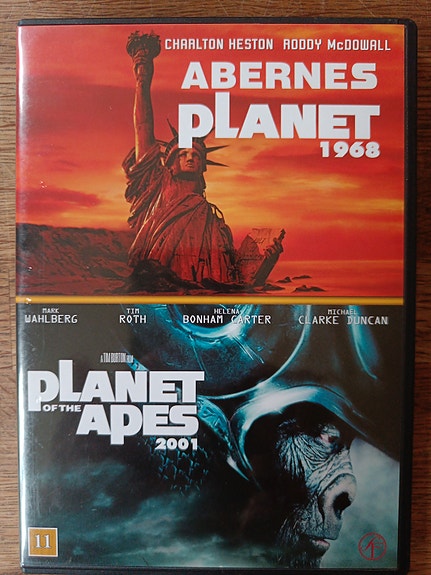 CHARLTON HESTON RODDY McDOWALL
ABERNES
PLANET
1968
MARK WAHLBERG TIM ROTH HELENA BONHAM CARTER MICHAEL CLARKE DUNCAN
A TIM BURTON FILM
PLANET
OF THE APES
2001
11